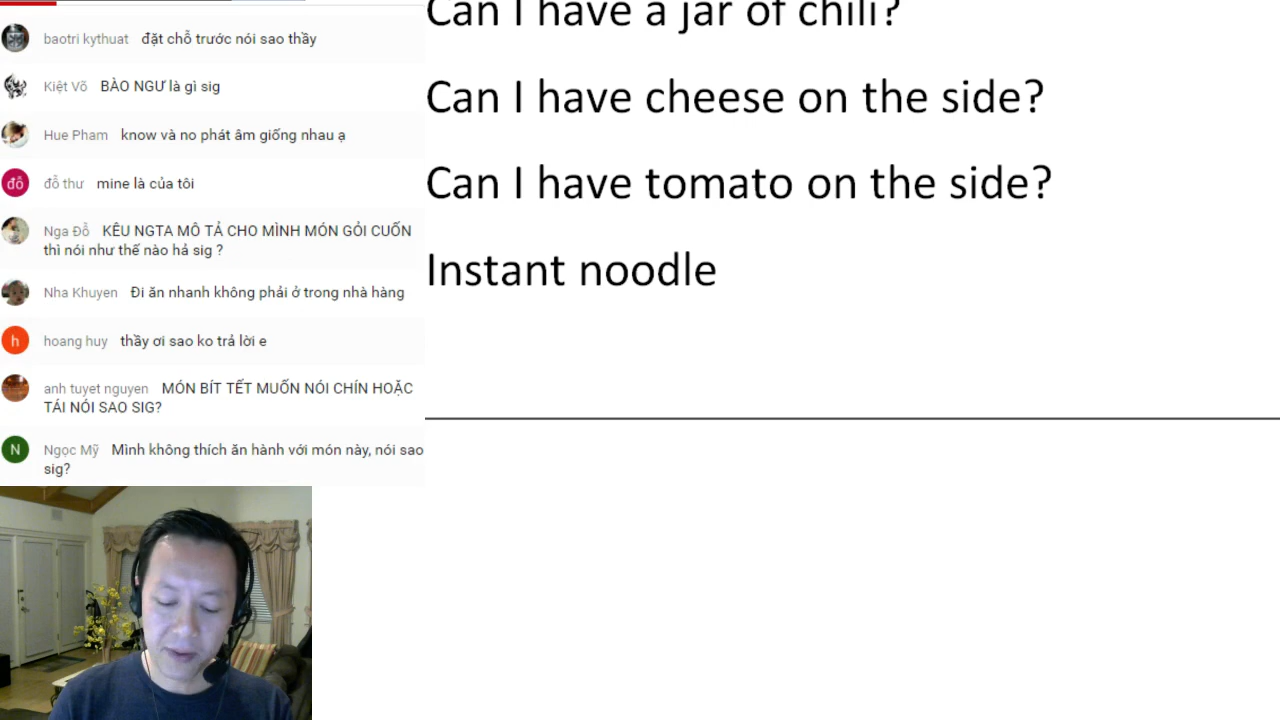 baotri kythuat đặt chỗ trước nói sao thầy
Kiệt Võ BÀO NGƯ là gì sig
Hue Pham know và no phát âm giống nhau ạ
đỗ đỗ thư mine là của tôi
Nga Đỗ KÊU NGTA MÔ TẢ CHO MÌNH MÓN GỎI CUỐN
thì nói như thế nào hả sig ?
Nha Khuyen Đi ăn nhanh không phải ở trong nhà hàng
h hoang huy thầy ơi sao ko trả lời e
anh tuyet nguyen MÓN BÍT TẾT MUỐN NÓI CHÍN HOẶC
TÁI NÓI SAO SIG?
N Ngọc Mỹ Mình không thích ăn hành với món này, nói sao
sig?
Can I have a jar of chili?
Can I have cheese on the side?
Can I have tomato on the side?
Instant noodle